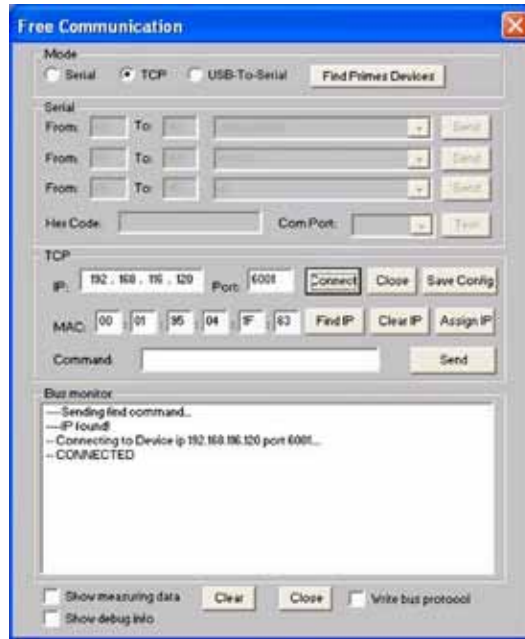 Free Communication
Mode
Serial TCP USB-To-Serial Find Primes Devices
Serial
From: To: Send
From: To: Send
From: To: Send
Hex Code: Com Port: Test
TCP
IP: 192 . 168 . 116 . 120 Port: 6001 Connect Close Save Config
MAC: 00 : 01 : 95 : 04 : 1F : 63 Find IP Clear IP Assign IP
Command Send
Bus monitor
----Sending find command...
----IP found!
-- Connecting to Device ip 192.168.116.120 port 6001...
-- CONNECTED
Show measuring data Clear Close Write bus protocol
Show debug info